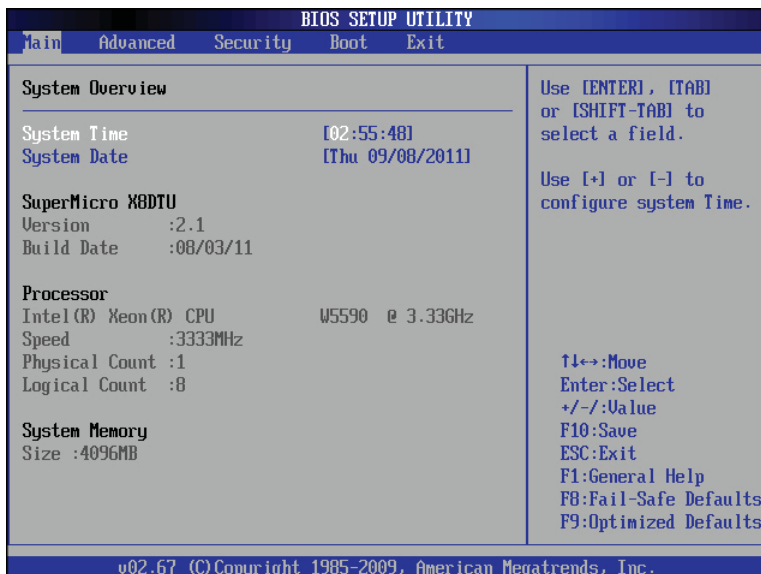 BIOS SETUP UTILITY
Main Advanced Security Boot Exit
System Overview
System Time [02:55:48]
System Date [Thu 09/08/2011]
SuperMicro X8DTU
Version :2.1
Build Date :08/03/11
Processor
Intel(R) Xeon(R) CPU W5590 @ 3.33GHz
Speed :3333MHz
Physical Count :1
Logical Count :8
System Memory
Size :4096MB
Use [ENTER], [TAB]
or [SHIFT-TAB] to
select a field.
Use [+] or [-] to
configure system Time.
↑↓↔:Move
Enter:Select
+/-/:Value
F10:Save
ESC:Exit
F1:General Help
F8:Fail-Safe Defaults
F9:Optimized Defaults
v02.67 (C)Copyright 1985-2009, American Megatrends, Inc.